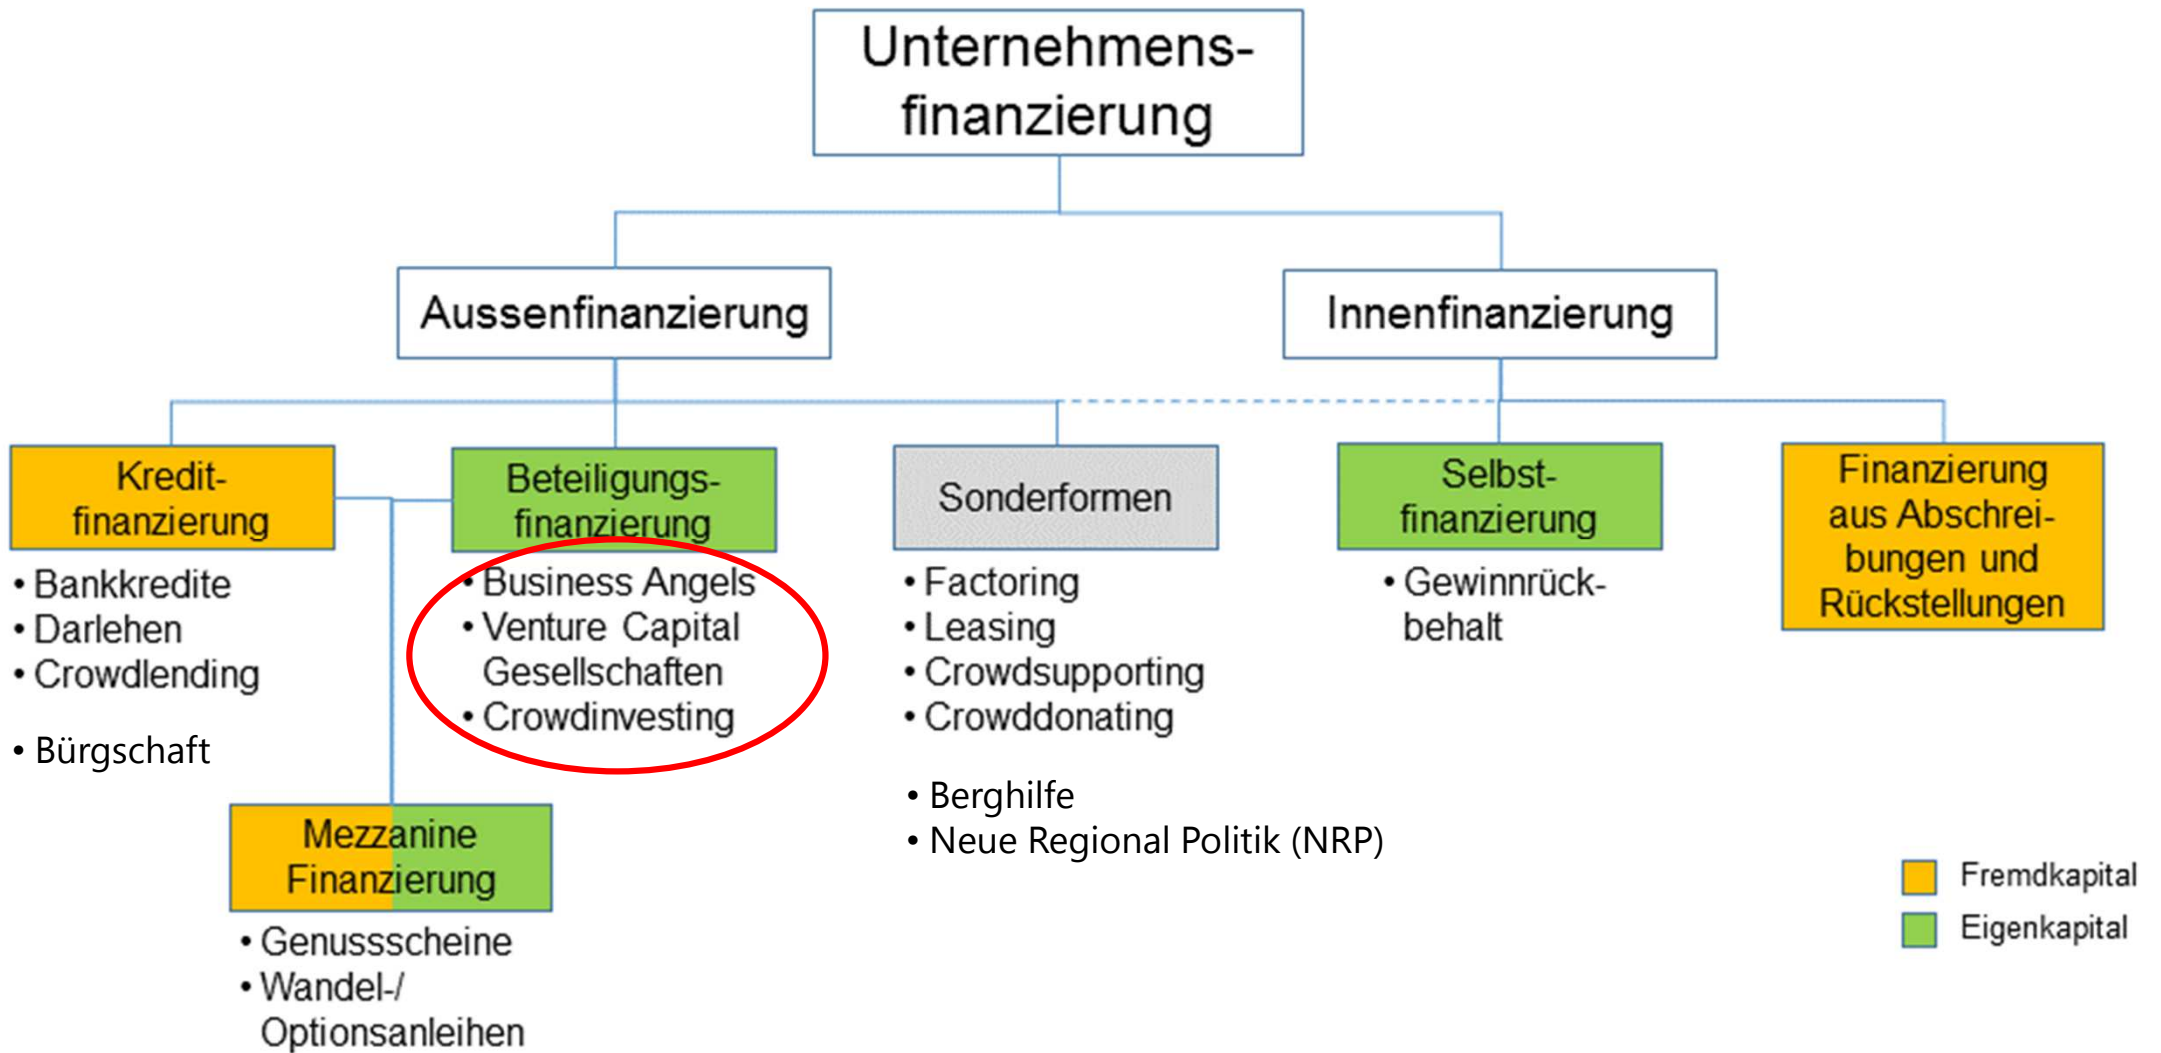 Unternehmens-
finanzierung
Aussenfinanzierung
Innenfinanzierung
Kredit-
finanzierung
• Bankkredite
• Darlehen
• Crowdlending
• Bürgschaft
Beteiligungs-
finanzierung
• Business Angels
• Venture Capital
Gesellschaften
• Crowdinvesting
Mezzanine
Finanzierung
• Genussscheine
• Wandel-/
Optionsanleihen
Sonderformen
• Factoring
• Leasing
• Crowdsupporting
• Crowddonating
• Berghilfe
• Neue Regional Politik (NRP)
Selbst-
finanzierung
• Gewinnrück-
behalt
Finanzierung
aus Abschrei-
bungen und
Rückstellungen
Fremdkapital
Eigenkapital